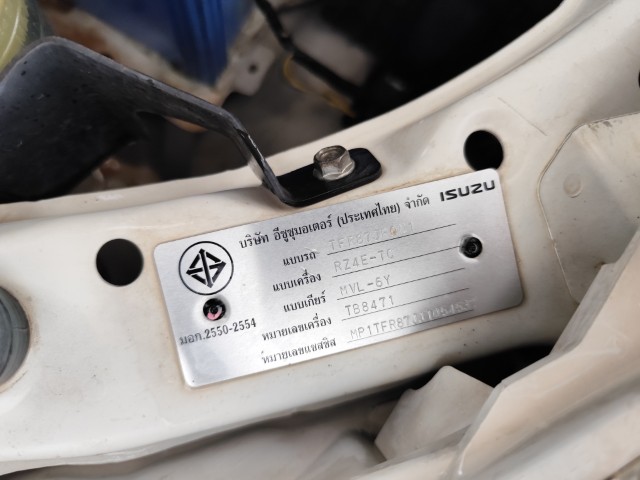 บริษัท อีซูซุมอเตอร์ (ประเทศไทย) จำกัด ISUZU
แบบรถ
แบบเครื่อง RZ4E-TC
แบบเกียร์ MVL-6Y
หมายเลขเครื่อง TB8471
หมายเลขแชสซิส
มอก.2550-2554